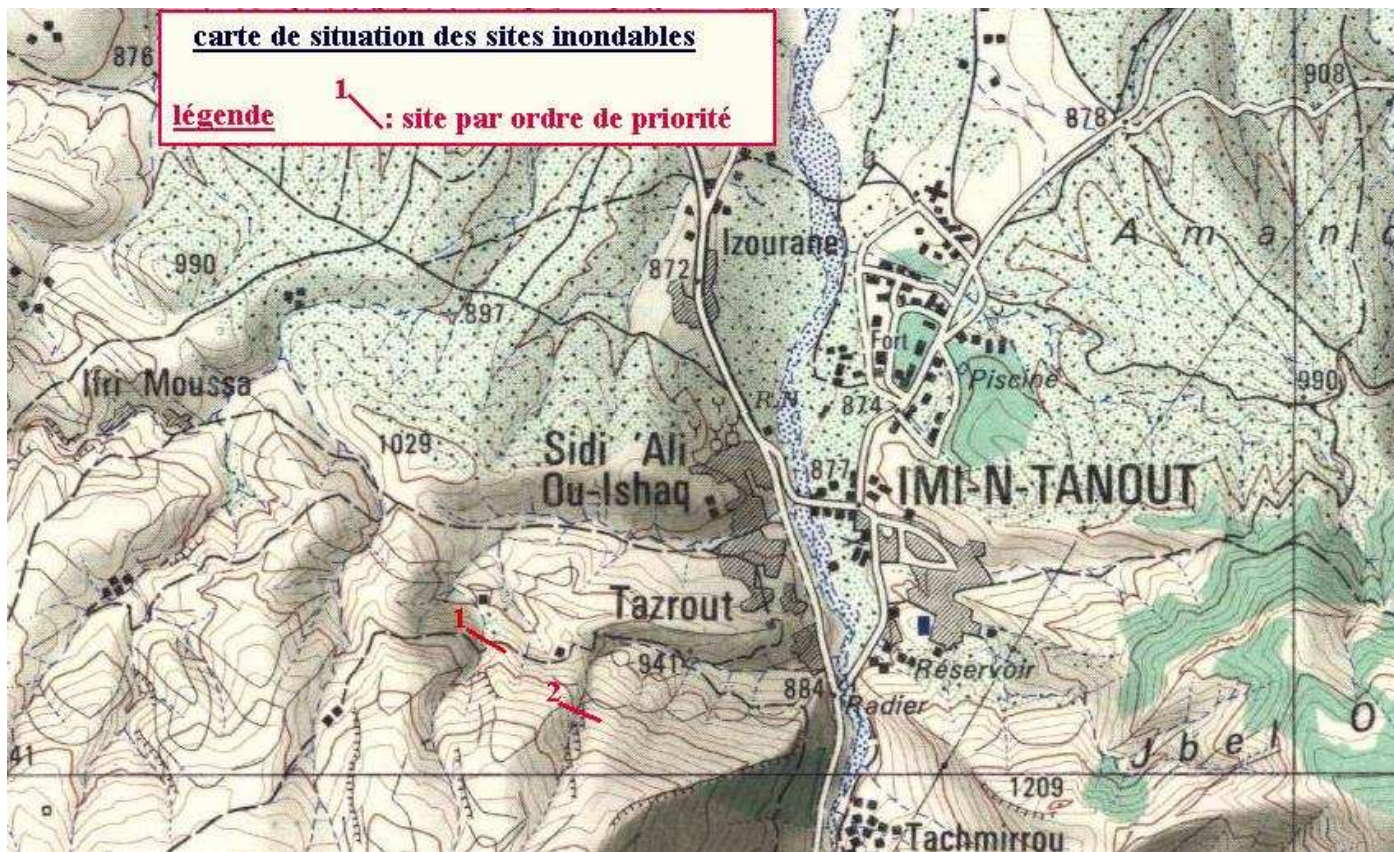 carte de situation des sites inondables
1
légende
: site par ordre de priorité
876
908
878
Izourane
A m a n
990
872
897
Fort
Ifri Moussa
Piscine
990
R.N
874
1029
Sidi 'Ali
Ou-Ishaq
877
IMI-N-TANOUT
Tazrout
1
941
Réservoir
2
884
Radier
O
Jbel
41
1209
Tachmirrou